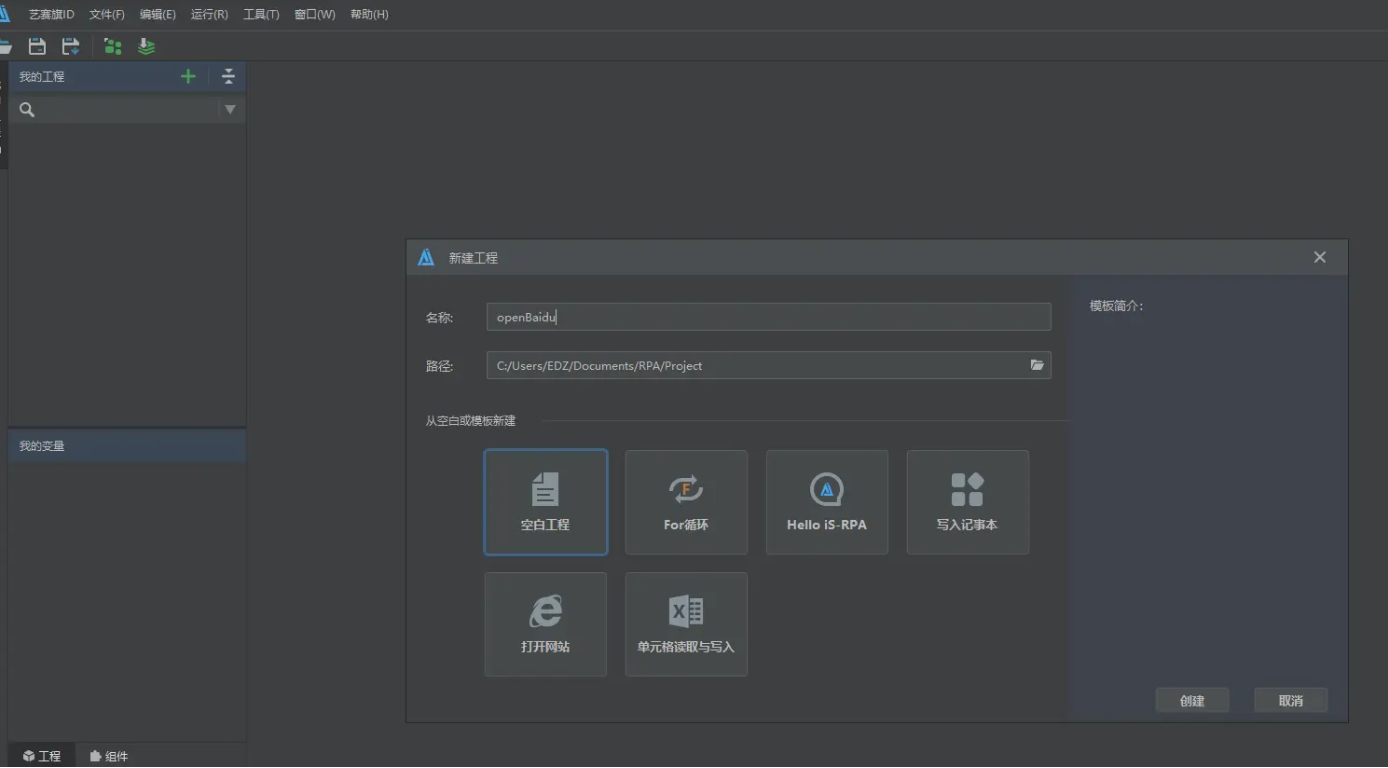 艺赛旗ID 文件(F) 编辑(E) 运行(R) 工具(T) 窗口(W) 帮助(H)
我的工程
新建工程
名称: openBaidu
模板简介:
路径: C:/Users/EDZ/Documents/RPA/Project
从空白或模板新建
空白工程 For循环 Hello iS-RPA 写入记事本
打开网站 单元格读取与写入
创建 取消
我的变量
工程 组件